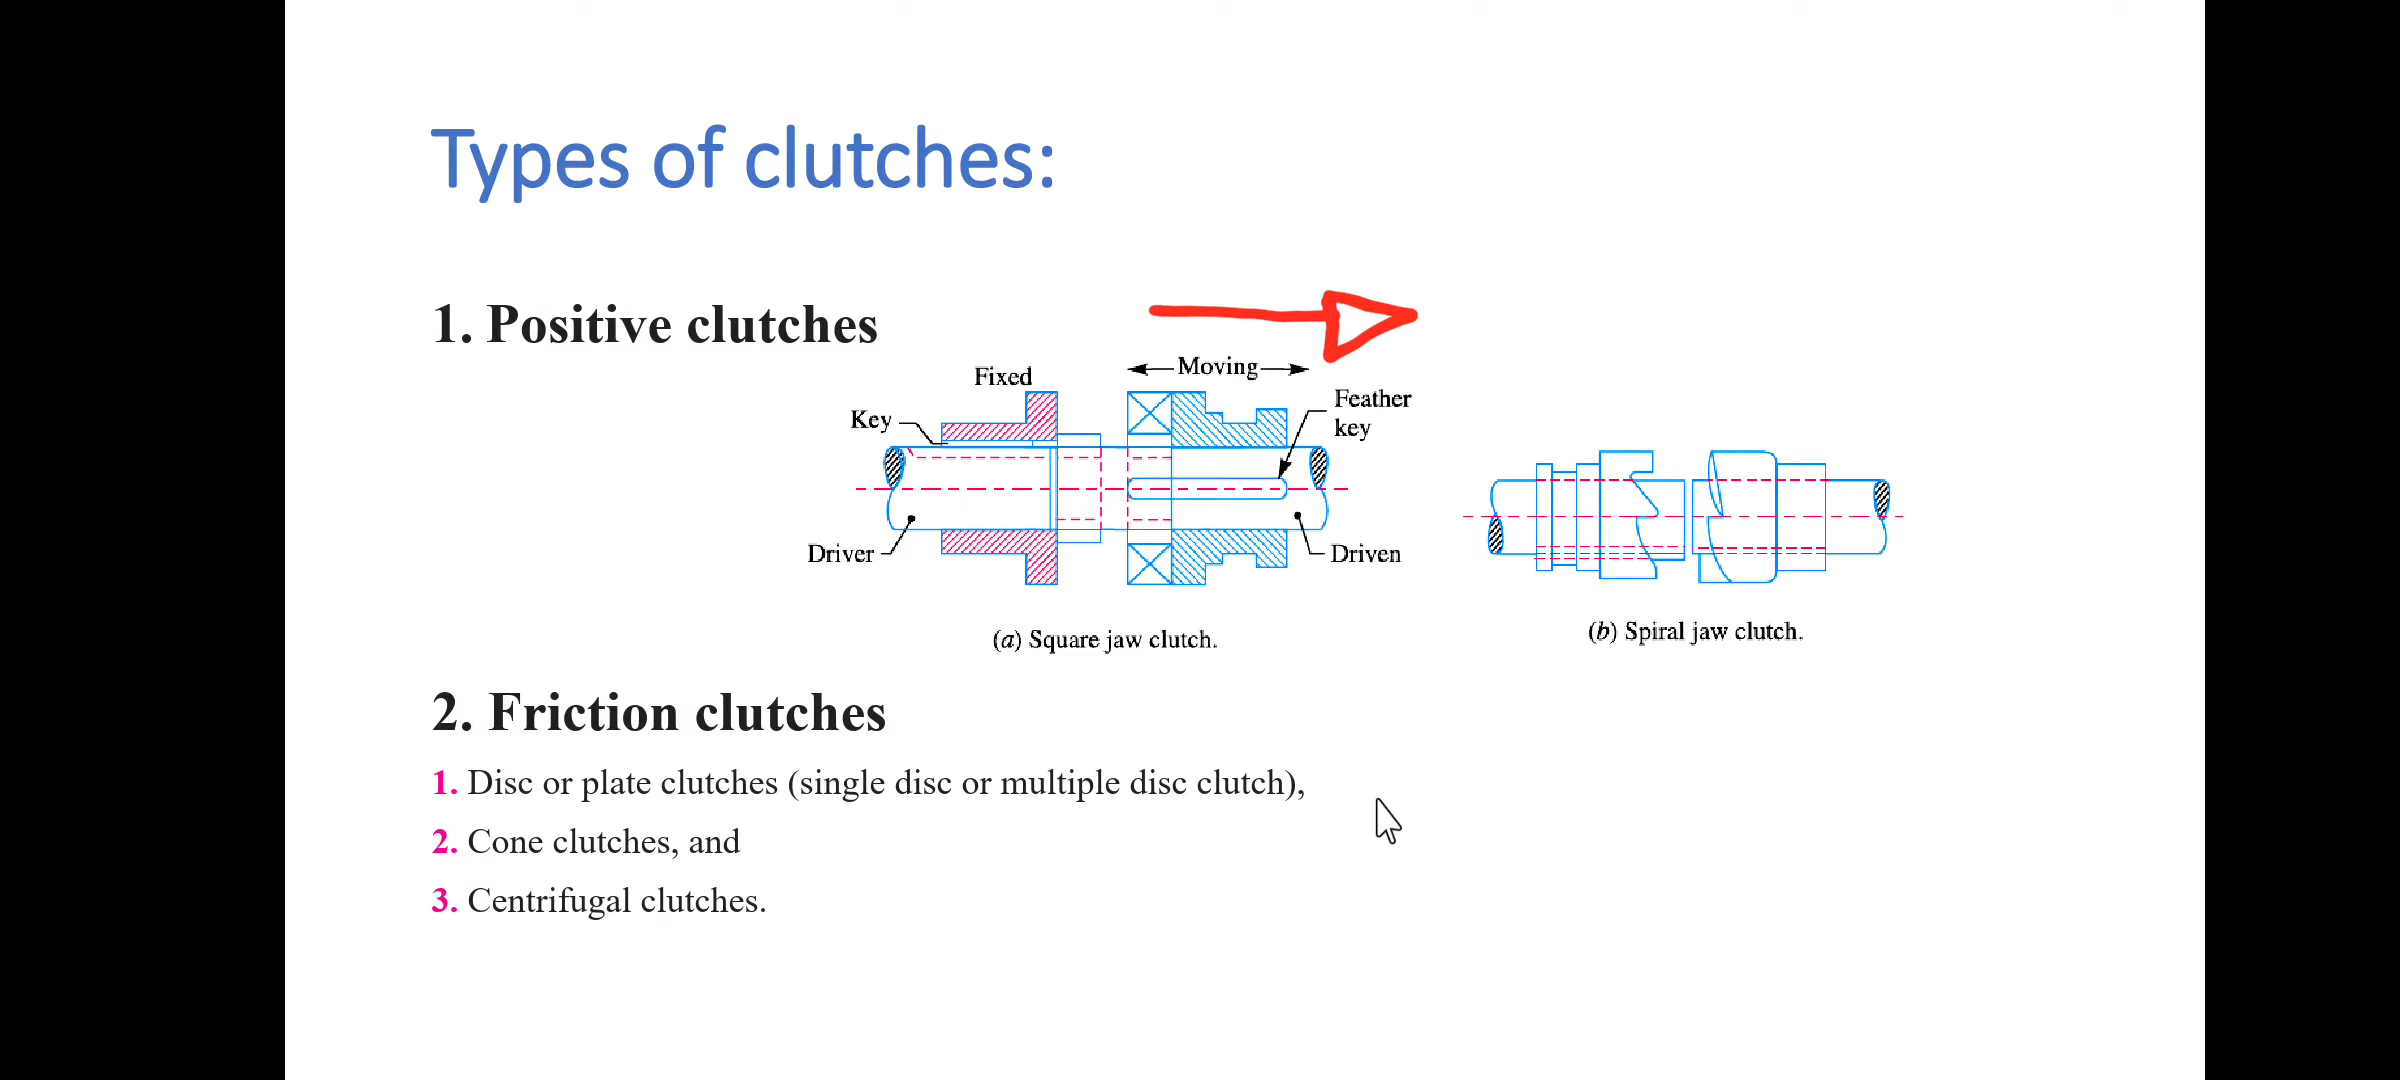 Types of clutches:
1. Positive clutches
Fixed
Moving
Key
Feather
key
Driver
Driven
(a) Square jaw clutch.
(b) Spiral jaw clutch.
2. Friction clutches
1. Disc or plate clutches (single disc or multiple disc clutch),
2. Cone clutches, and
3. Centrifugal clutches.